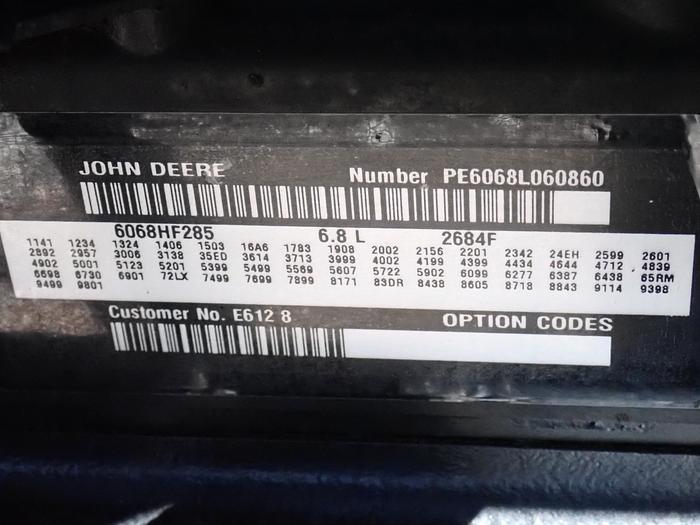 JOHN DEERE Number PE6068L060860
6068HF285 6.8 L 2684F
1141 1234 1324 1406 1503 16A6 1783 1908 2002 2156 2201 2342 24EH 2599 2601
2892 2957 3006 3138 35ED 3614 3713 3999 4002 4199 4399 4434 4644 4712 4839
4902 5001 5123 5201 5399 5499 5569 5607 5722 5902 6099 6277 6387 6438 65RM
6698 6730 6901 72LX 7499 7699 7899 8171 83DR 8438 8605 8718 8843 9114 9398
9499 9801
Customer No. E612 8 OPTION CODES